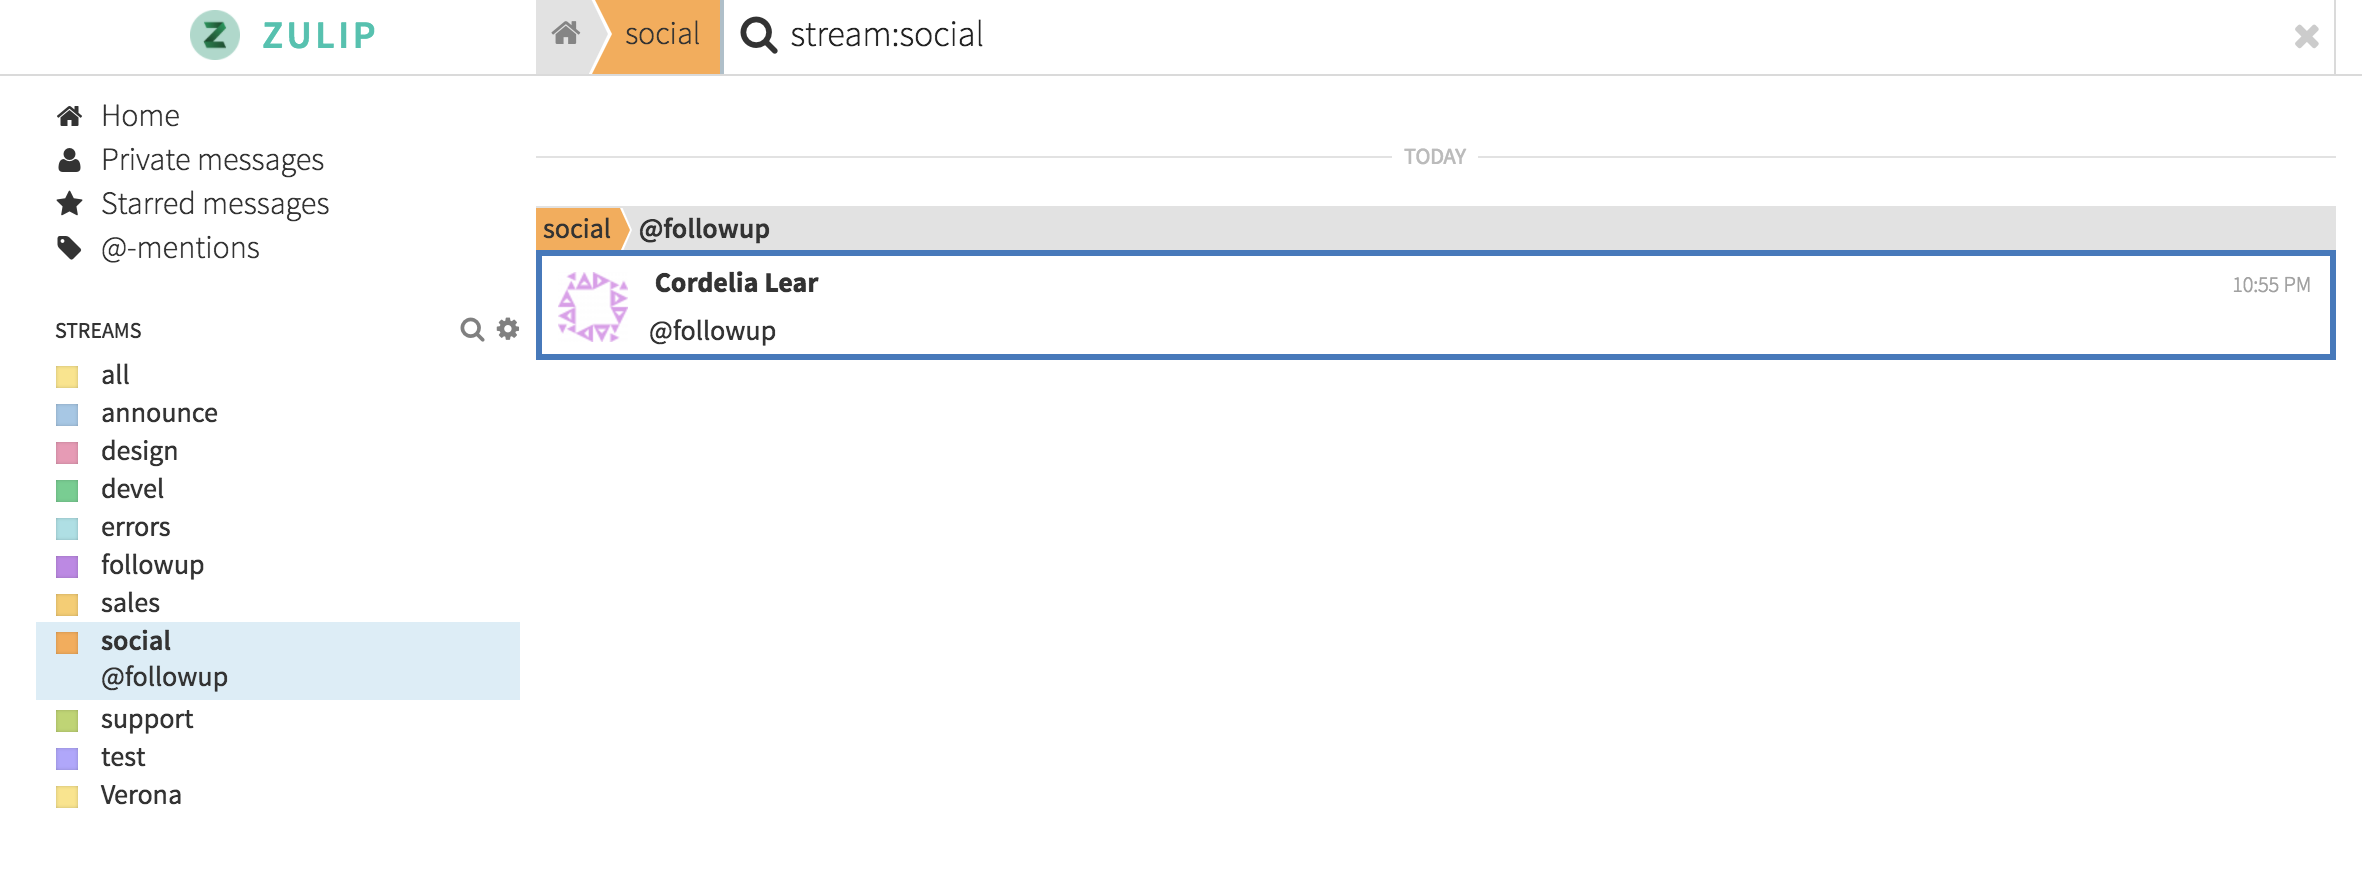 ZULIP
social
stream:social
Home
Private messages
Starred messages
@-mentions
STREAMS
all
announce
design
devel
errors
followup
sales
social
@followup
support
test
Verona
TODAY
social @followup
Cordelia Lear 10:55 PM
@followup